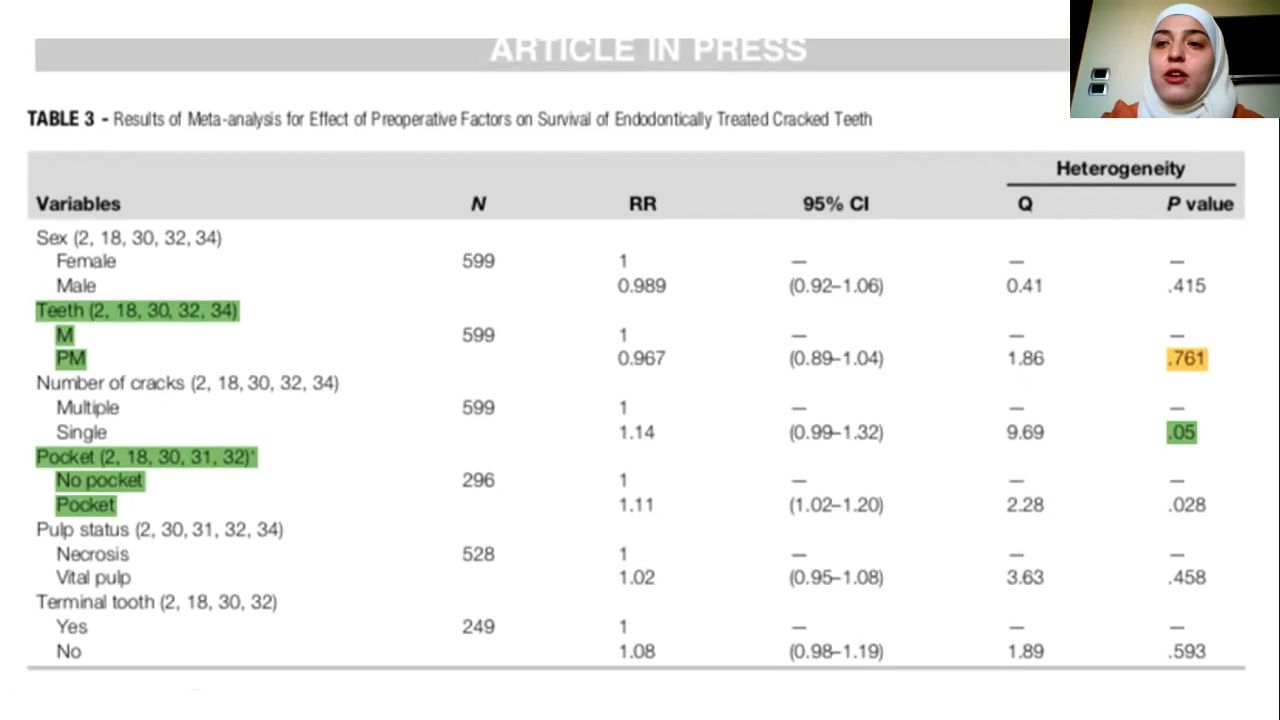 ARTICLE IN PRESS
TABLE 3 - Results of Meta-analysis for Effect of Preoperative Factors on Survival of Endodontically Treated Cracked Teeth
Heterogeneity
Variables N RR 95% CI Q P value
Sex (2, 18, 30, 32, 34)
Female 599 1 — — —
Male 0.989 (0.92–1.06) 0.41 .415
Teeth (2, 18, 30, 32, 34)
M 599 1 — — —
PM 0.967 (0.89–1.04) 1.86 .761
Number of cracks (2, 18, 30, 32, 34)
Multiple 599 1 — — —
Single 1.14 (0.99–1.32) 9.69 .05
Pocket (2, 18, 30, 31, 32)*
No pocket 296 1 — — —
Pocket 1.11 (1.02–1.20) 2.28 .028
Pulp status (2, 30, 31, 32, 34)
Necrosis 528 1 — — —
Vital pulp 1.02 (0.95–1.08) 3.63 .458
Terminal tooth (2, 18, 30, 32)
Yes 249 1 — — —
No 1.08 (0.98–1.19) 1.89 .593